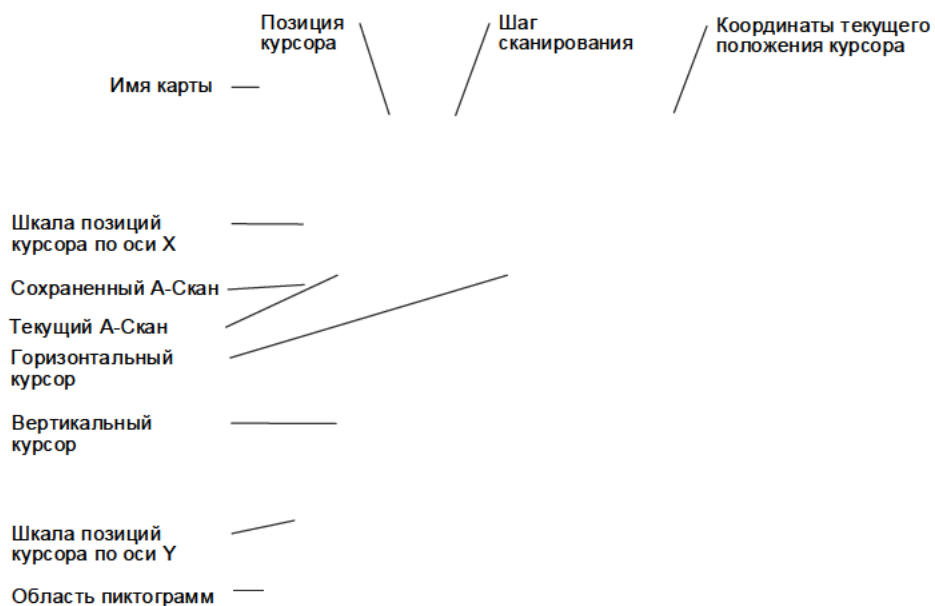 Позиция
курсора
Шаг
сканирования
Координаты текущего
положения курсора
Имя карты
Шкала позиций
курсора по оси X
Сохраненный А-Скан
Текущий А-Скан
Горизонтальный
курсор
Вертикальный
курсор
Шкала позиций
курсора по оси Y
Область пиктограмм